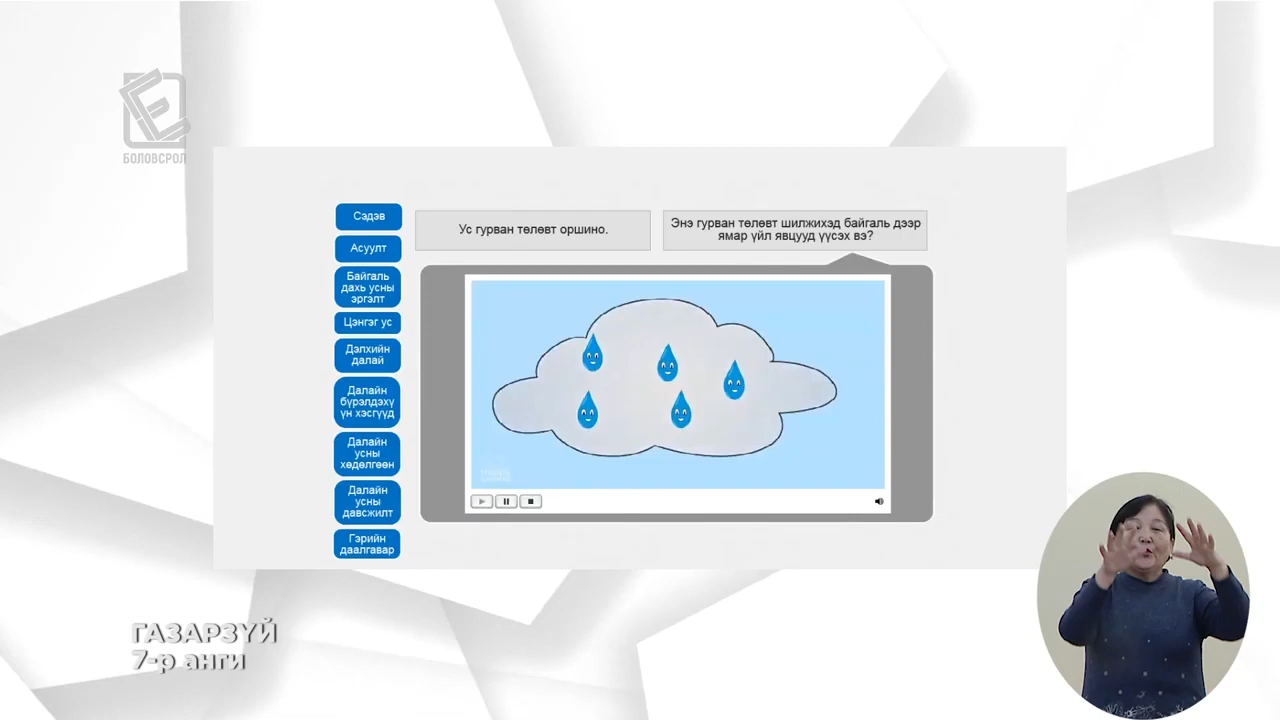 БОЛОВСРОЛ
Сэдэв
Асуулт
Байгаль
дахь усны
эргэлт
Цэнгэг ус
Дэлхийн
далай
Далайн
бүрэлдэхү
үн хэсгүүд
Далайн
усны
хөдөлгөөн
Далайн
усны
давсжилт
Гэрийн
даалгавар
Ус гурван төлөвт оршино.
Энэ гурван төлөвт шилжихэд байгаль дээр
ямар үйл явцууд үүсэх вэ?
ГАЗАРЗҮЙ
7-р анги